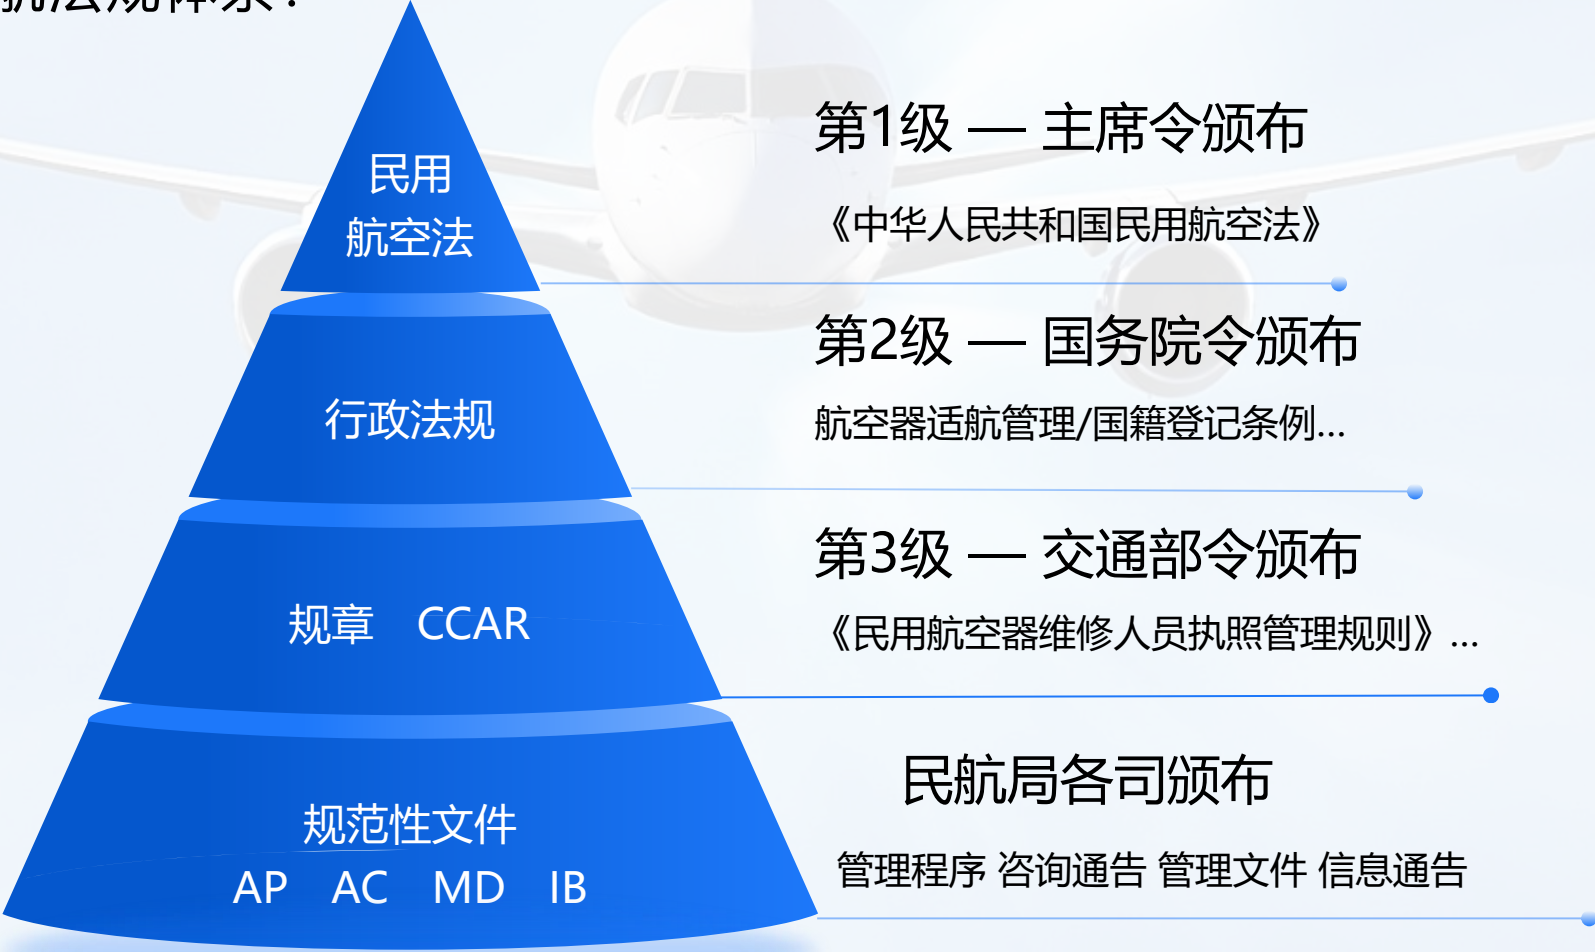 航法规体系：
民用
航空法
第1级 — 主席令颁布
《中华人民共和国民用航空法》
行政法规
第2级 — 国务院令颁布
航空器适航管理/国籍登记条例...
规章 CCAR
第3级 — 交通部令颁布
《民用航空器维修人员执照管理规则》...
规范性文件
AP AC MD IB
民航局各司颁布
管理程序 咨询通告 管理文件 信息通告